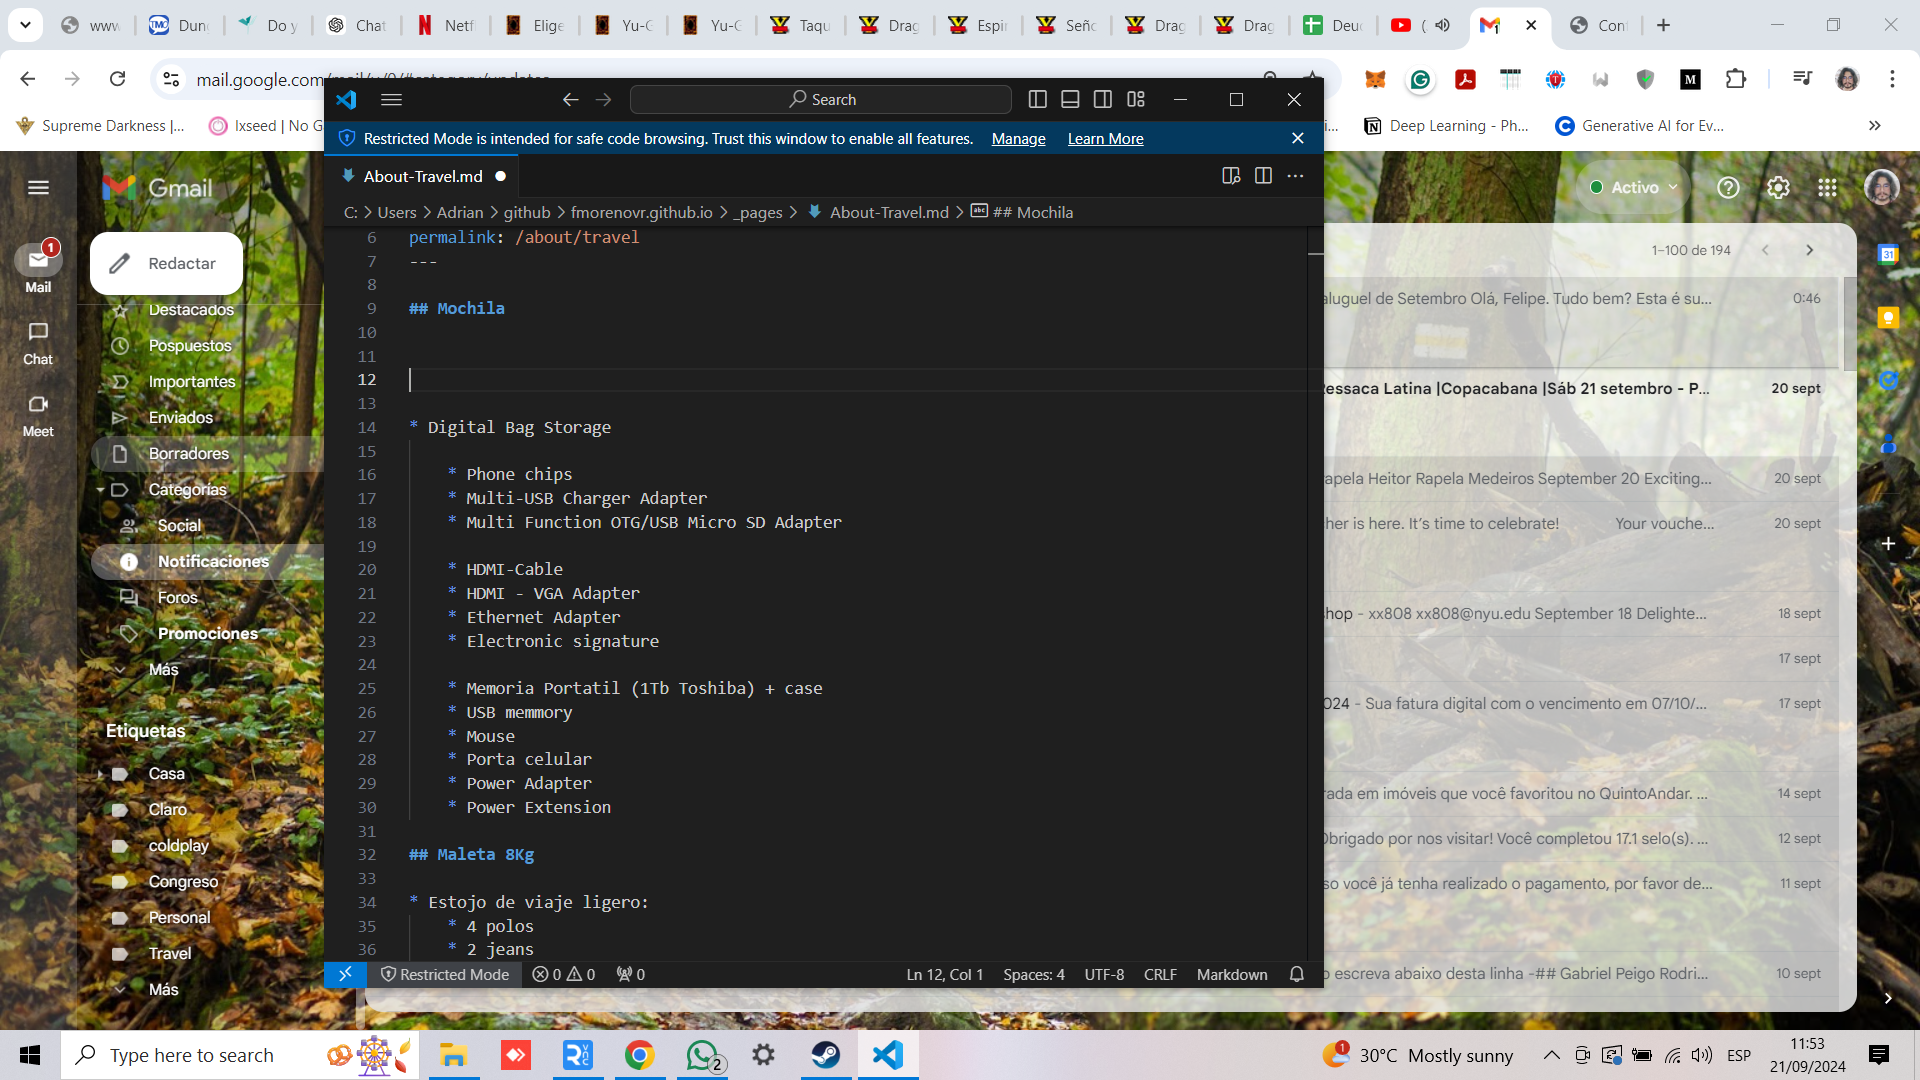 www
Dun
Do y
Chat
Netf
Elige
Yu-G
Yu-G
Taqu
Drag
Espir
Seño
Drag
Drag
Deud
(
Con
mail.google.com
Supreme Darkness |...
Ixseed | No G
Deep Learning - Ph...
Generative AI for Ev...
Search
Restricted Mode is intended for safe code browsing. Trust this window to enable all features. Manage Learn More
About-Travel.md
C: > Users > Adrian > github > fmorenovr.github.io > _pages > About-Travel.md > ## Mochila
6 permalink: /about/travel
7 ---
8
9 ## Mochila
10
11
12
13
14 * Digital Bag Storage
15
16 * Phone chips
17 * Multi-USB Charger Adapter
18 * Multi Function OTG/USB Micro SD Adapter
19
20 * HDMI-Cable
21 * HDMI - VGA Adapter
22 * Ethernet Adapter
23 * Electronic signature
24
25 * Memoria Portatil (1Tb Toshiba) + case
26 * USB memmory
27 * Mouse
28 * Porta celular
29 * Power Adapter
30 * Power Extension
31
32 ## Maleta 8Kg
33
34 * Estojo de viaje ligero:
35 * 4 polos
36 * 2 jeans
Restricted Mode 0 0 0 Ln 12, Col 1 Spaces: 4 UTF-8 CRLF Markdown
Gmail
1
Mail
Chat
Meet
Redactar
Destacados
Pospuestos
Importantes
Enviados
Borradores
Categorías
Social
Notificaciones
Foros
Promociones
Más
Etiquetas
Casa
Claro
coldplay
Congreso
Personal
Travel
Más
Activo
1–100 de 194
31
aluguel de Setembro Olá, Felipe. Tudo bem? Esta é su... 0:46
Ressaca Latina |Copacabana |Sáb 21 setembro - P... 20 sept
apela Heitor Rapela Medeiros September 20 Exciting... 20 sept
her is here. It's time to celebrate! Your vouche... 20 sept
shop - xx808 xx808@nyu.edu September 18 Delighte... 18 sept
17 sept
024 - Sua fatura digital com o vencimento em 07/10/... 17 sept
rada em imóveis que você favoritou no QuintoAndar. ... 14 sept
Obrigado por nos visitar! Você completou 17.1 selo(s). ... 12 sept
so você já tenha realizado o pagamento, por favor de... 11 sept
o escreva abaixo desta linha -## Gabriel Peigo Rodri... 10 sept
Type here to search
2
1
30°C Mostly sunny
ESP
11:53
21/09/2024